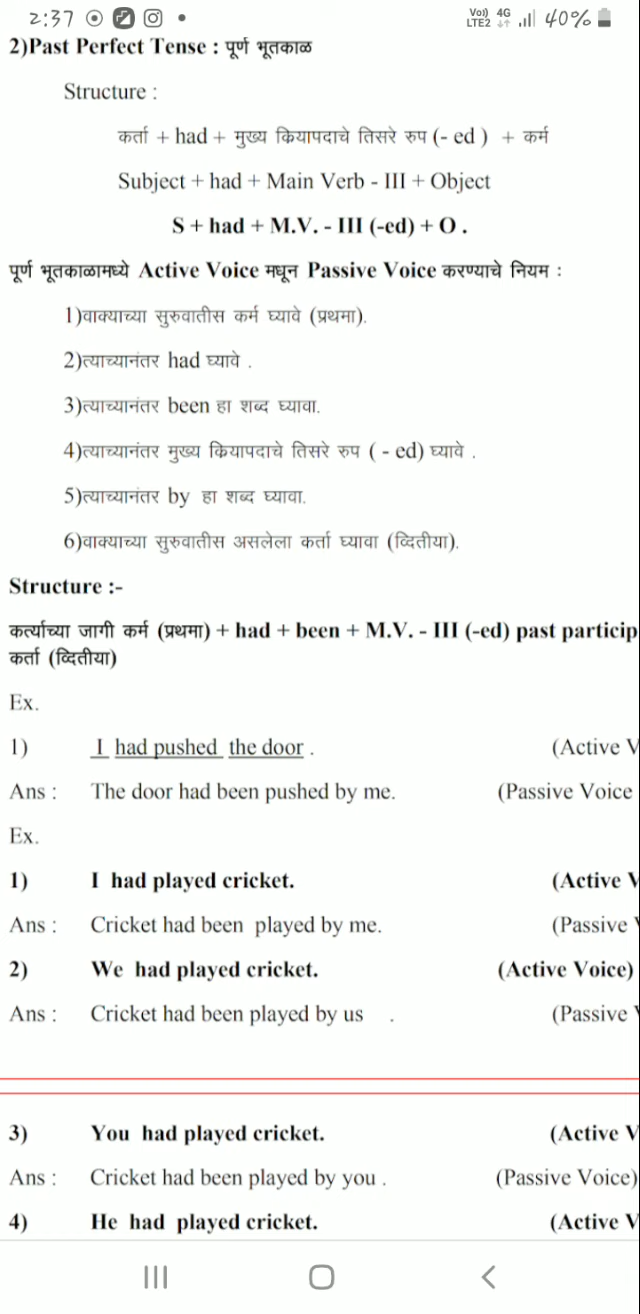 2:37
Vo)) 4G
LTE2 40%
2)Past Perfect Tense : पूर्ण भूतकाळ
Structure :
कर्ता + had + मुख्य कियापदाचे तिसरे रुप (- ed ) + कर्म
Subject + had + Main Verb - III + Object
S + had + M.V. - III (-ed) + O .
पूर्ण भूतकाळामध्ये Active Voice मधून Passive Voice करण्याचे नियम :
1)वाक्याच्या सुरुवातीस कर्म घ्यावे (प्रथमा).
2)त्याच्यानंतर had घ्यावे .
3)त्याच्यानंतर been हा शब्द घ्यावा.
4)त्याच्यानंतर मुख्य कियापदाचे तिसरे रुप ( - ed) घ्यावे .
5)त्याच्यानंतर by हा शब्द घ्यावा.
6)वाक्याच्या सुरुवातीस असलेला कर्ता घ्यावा (व्दितीया).
Structure :-
कर्त्याच्या जागी कर्म (प्रथमा) + had + been + M.V. - III (-ed) past particip
कर्ता (व्दितीया)
Ex.
1) I had pushed the door . (Active V
Ans : The door had been pushed by me. (Passive Voice
Ex.
1) I had played cricket. (Active V
Ans : Cricket had been played by me. (Passive V
2) We had played cricket. (Active Voice)
Ans : Cricket had been played by us . (Passive V
3) You had played cricket. (Active V
Ans : Cricket had been played by you . (Passive Voice)
4) He had played cricket. (Active V